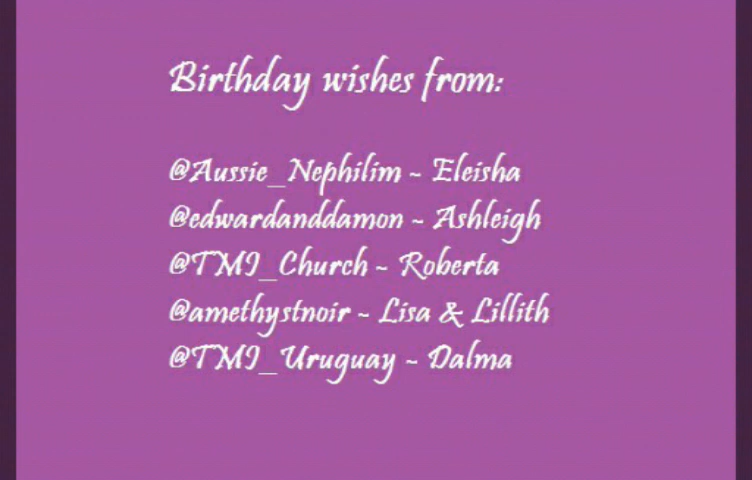 Birthday wishes from:
@Aussie_Nephilim ~ Eleisha
@edwardanddamon ~ Ashleigh
@TMI_Church ~ Roberta
@amethystnoir ~ Lisa & Lillith
@TMI_Uruguay ~ Dalma